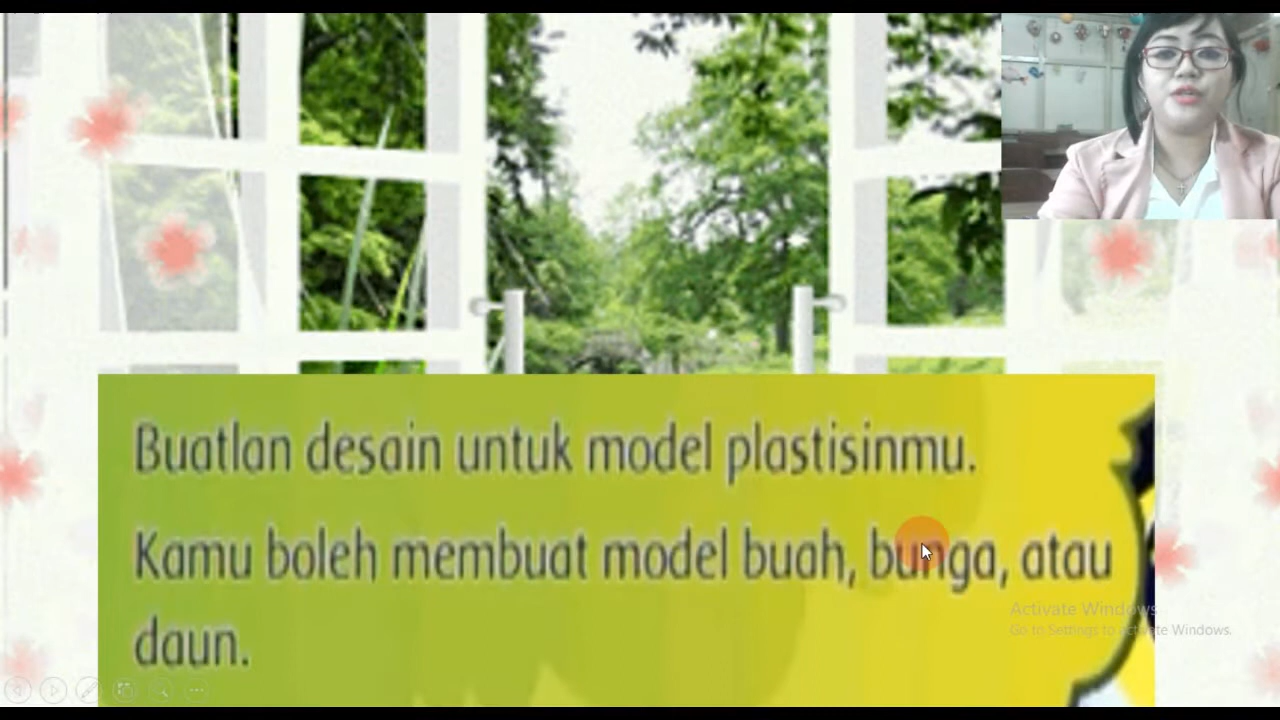 Buatlan desain untuk model plastisinmu.
Kamu boleh membuat model buah, bunga, atau
daun.
Activate Windows
Go to Settings to activate Windows.